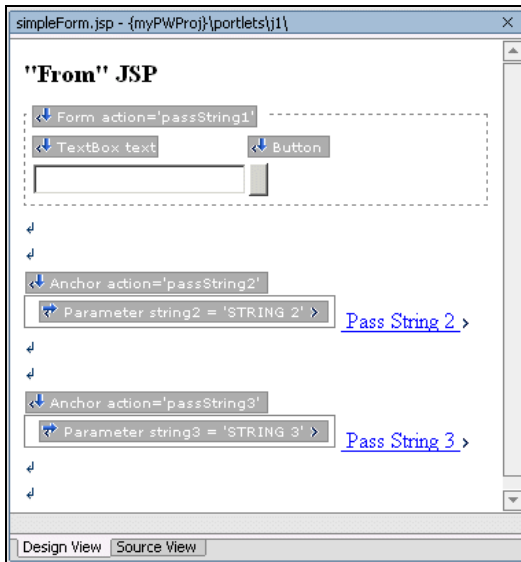 simpleForm.jsp - {myPWProj}\portlets\j1\
"From" JSP
Form action='passString1'
TextBox text Button
Anchor action='passString2'
Parameter string2 = 'STRING 2' Pass String 2
Anchor action='passString3'
Parameter string3 = 'STRING 3' Pass String 3
Design View Source View